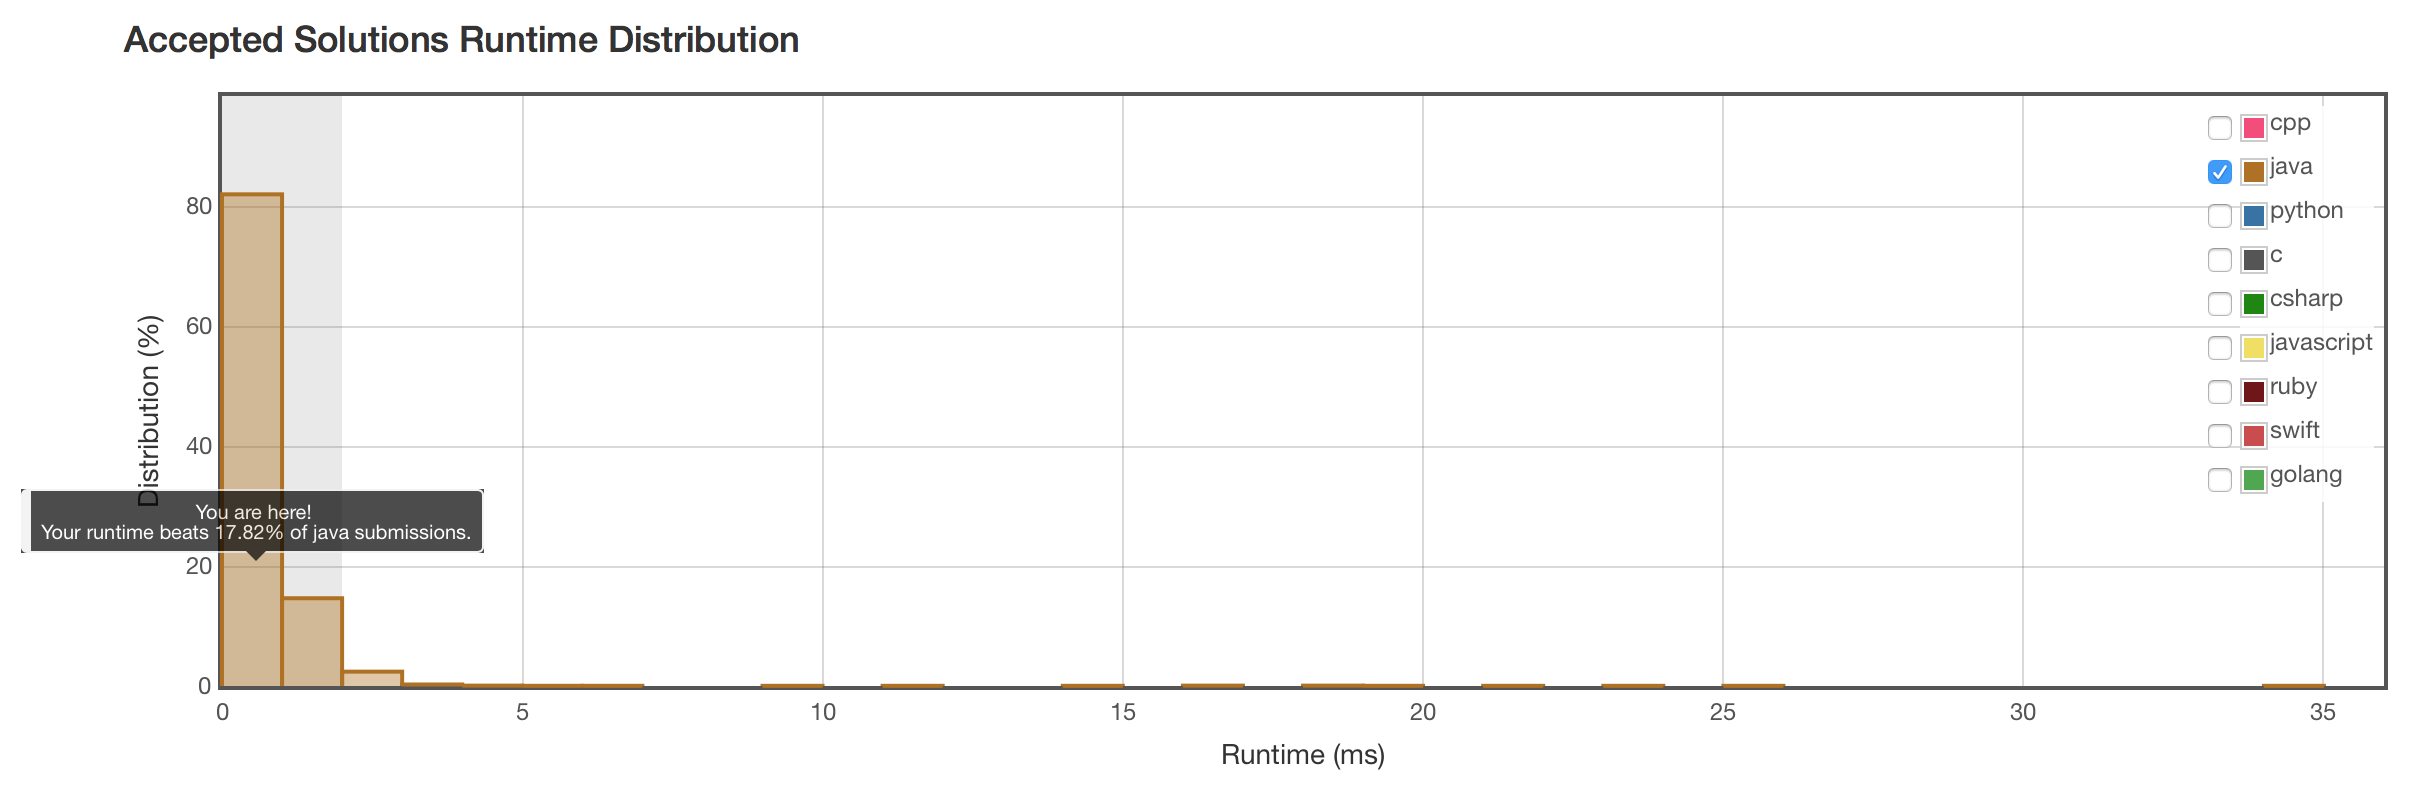 Accepted Solutions Runtime Distribution
cpp
java
python
c
csharp
javascript
ruby
swift
golang
Distribution (%)
80
60
40
20
0
You are here!
Your runtime beats 17.82% of java submissions.
0 5 10 15 20 25 30 35
Runtime (ms)